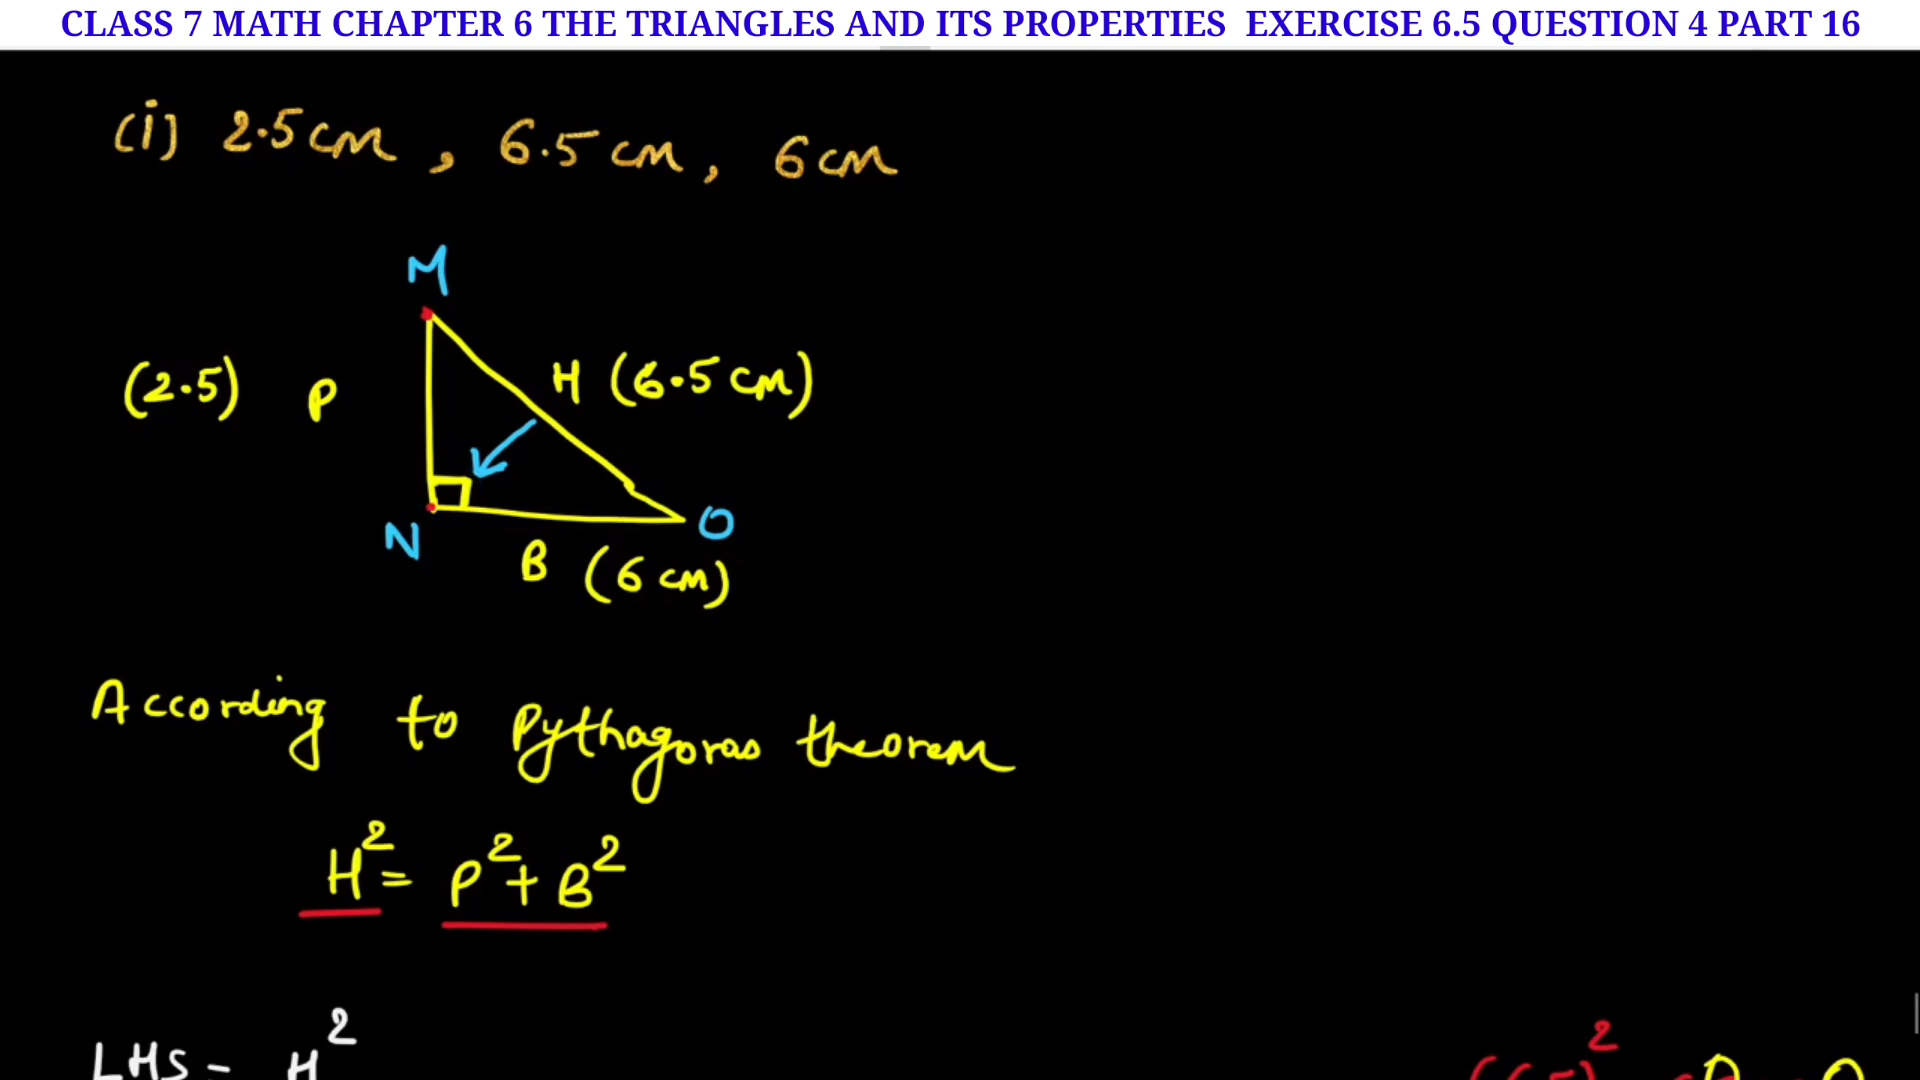 CLASS 7 MATH CHAPTER 6 THE TRIANGLES AND ITS PROPERTIES EXERCISE 6.5 QUESTION 4 PART 16
(i) 2.5 cm , 6.5 cm , 6 cm
M
(2.5) P
H (6.5 cm)
N
O
B (6 cm)
According to Pythagoras theorem
H² = P² + B²
LHS = H²